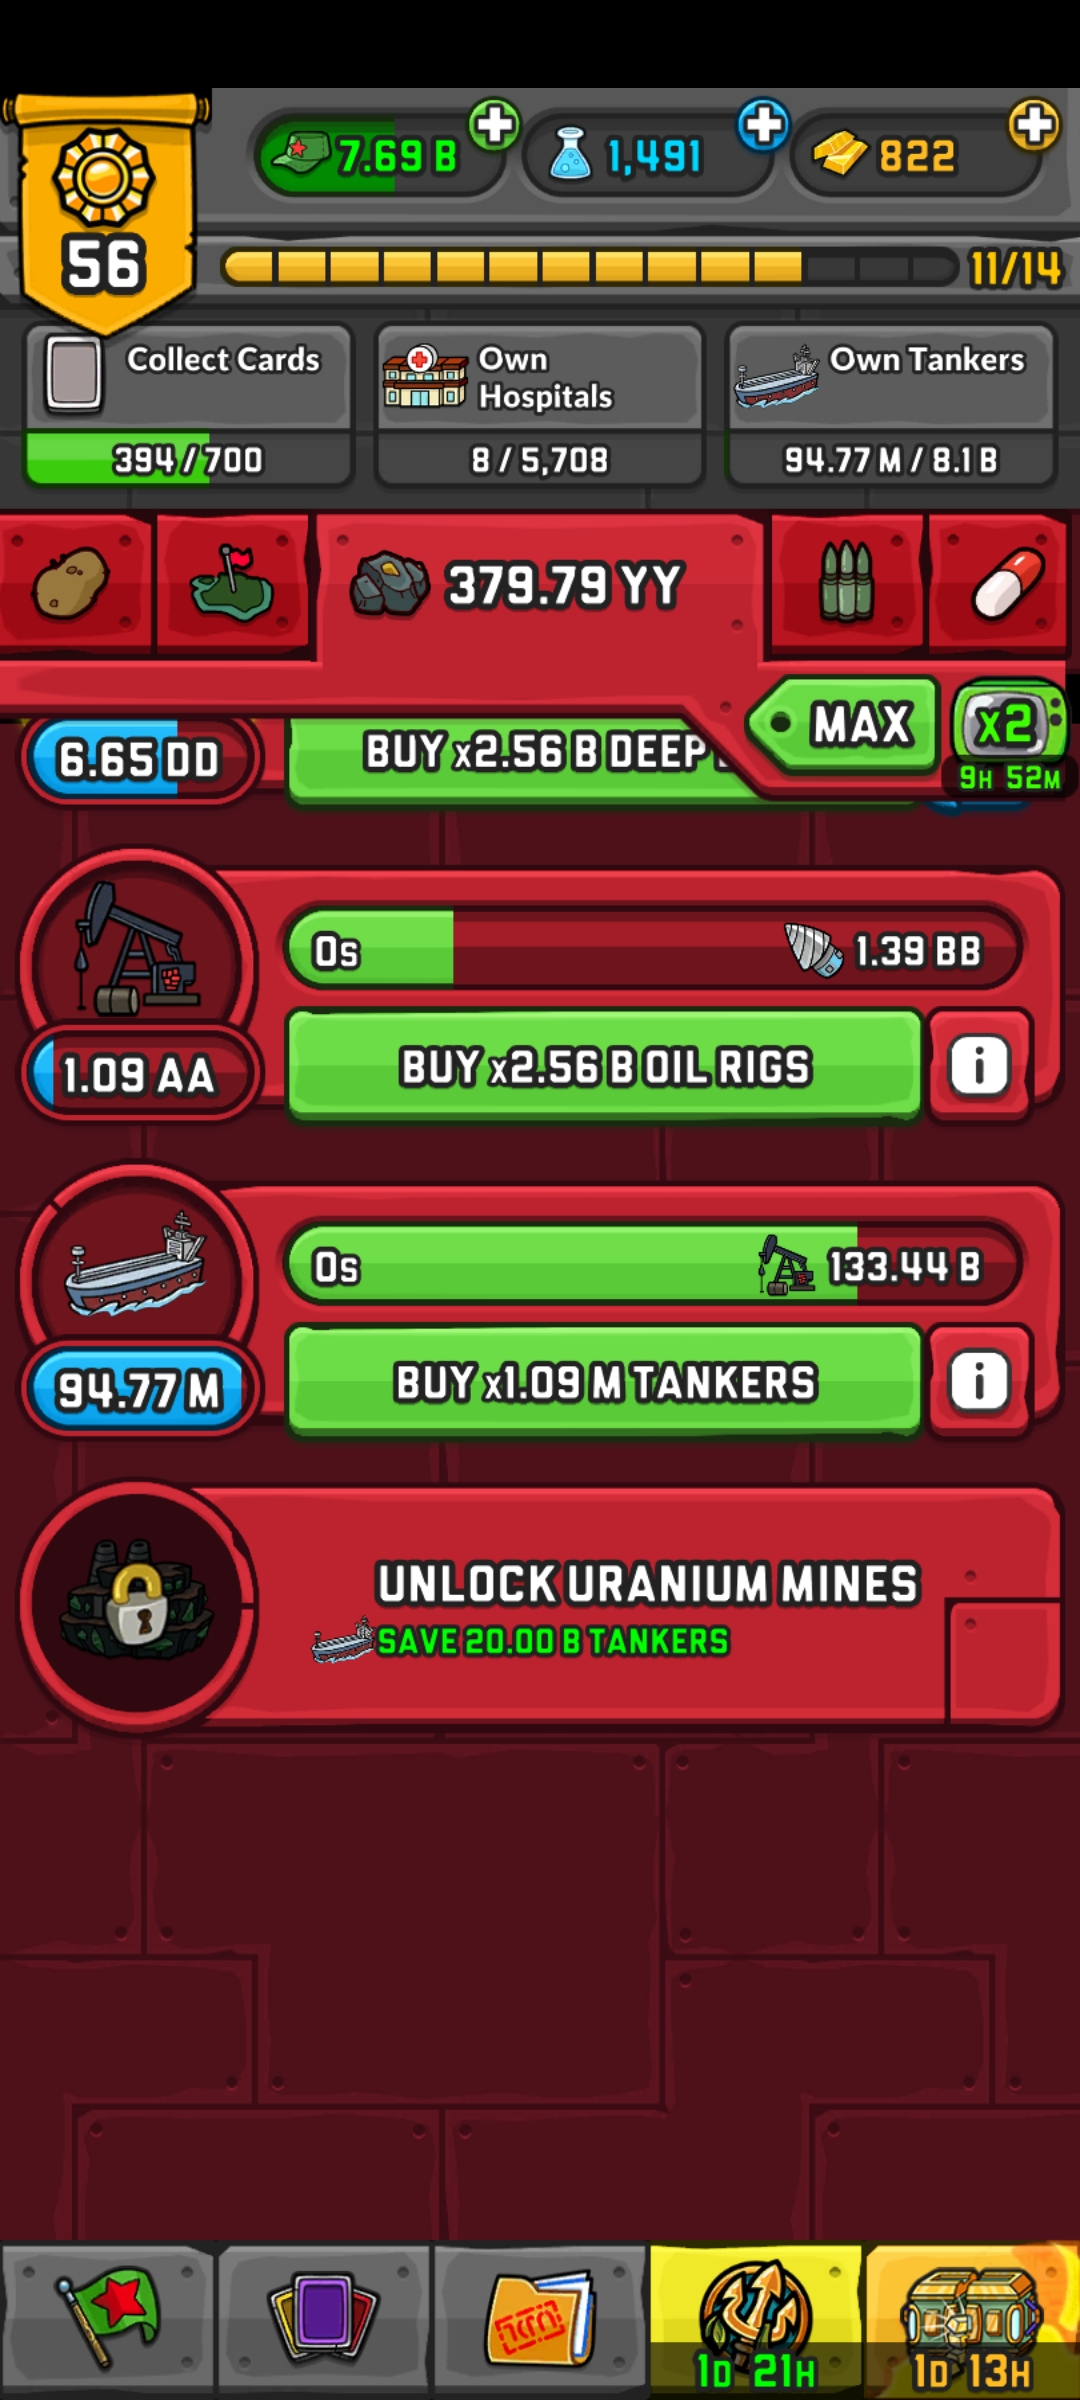 7.69 B
1,491
822
56
11/14
Collect Cards
394/700
Own
Hospitals
8/5,708
Own Tankers
94.77 M/8.1 B
379.79 YY
MAX
x2
9H 52M
6.65 DD
BUY x2.56 B DEEP
0s
1.39 BB
1.09 AA
BUY x2.56 B OIL RIGS
i
0s
133.44 B
94.77 M
BUY x1.09 M TANKERS
i
UNLOCK URANIUM MINES
SAVE 20.00 B TANKERS
1D 21H
1D 13H